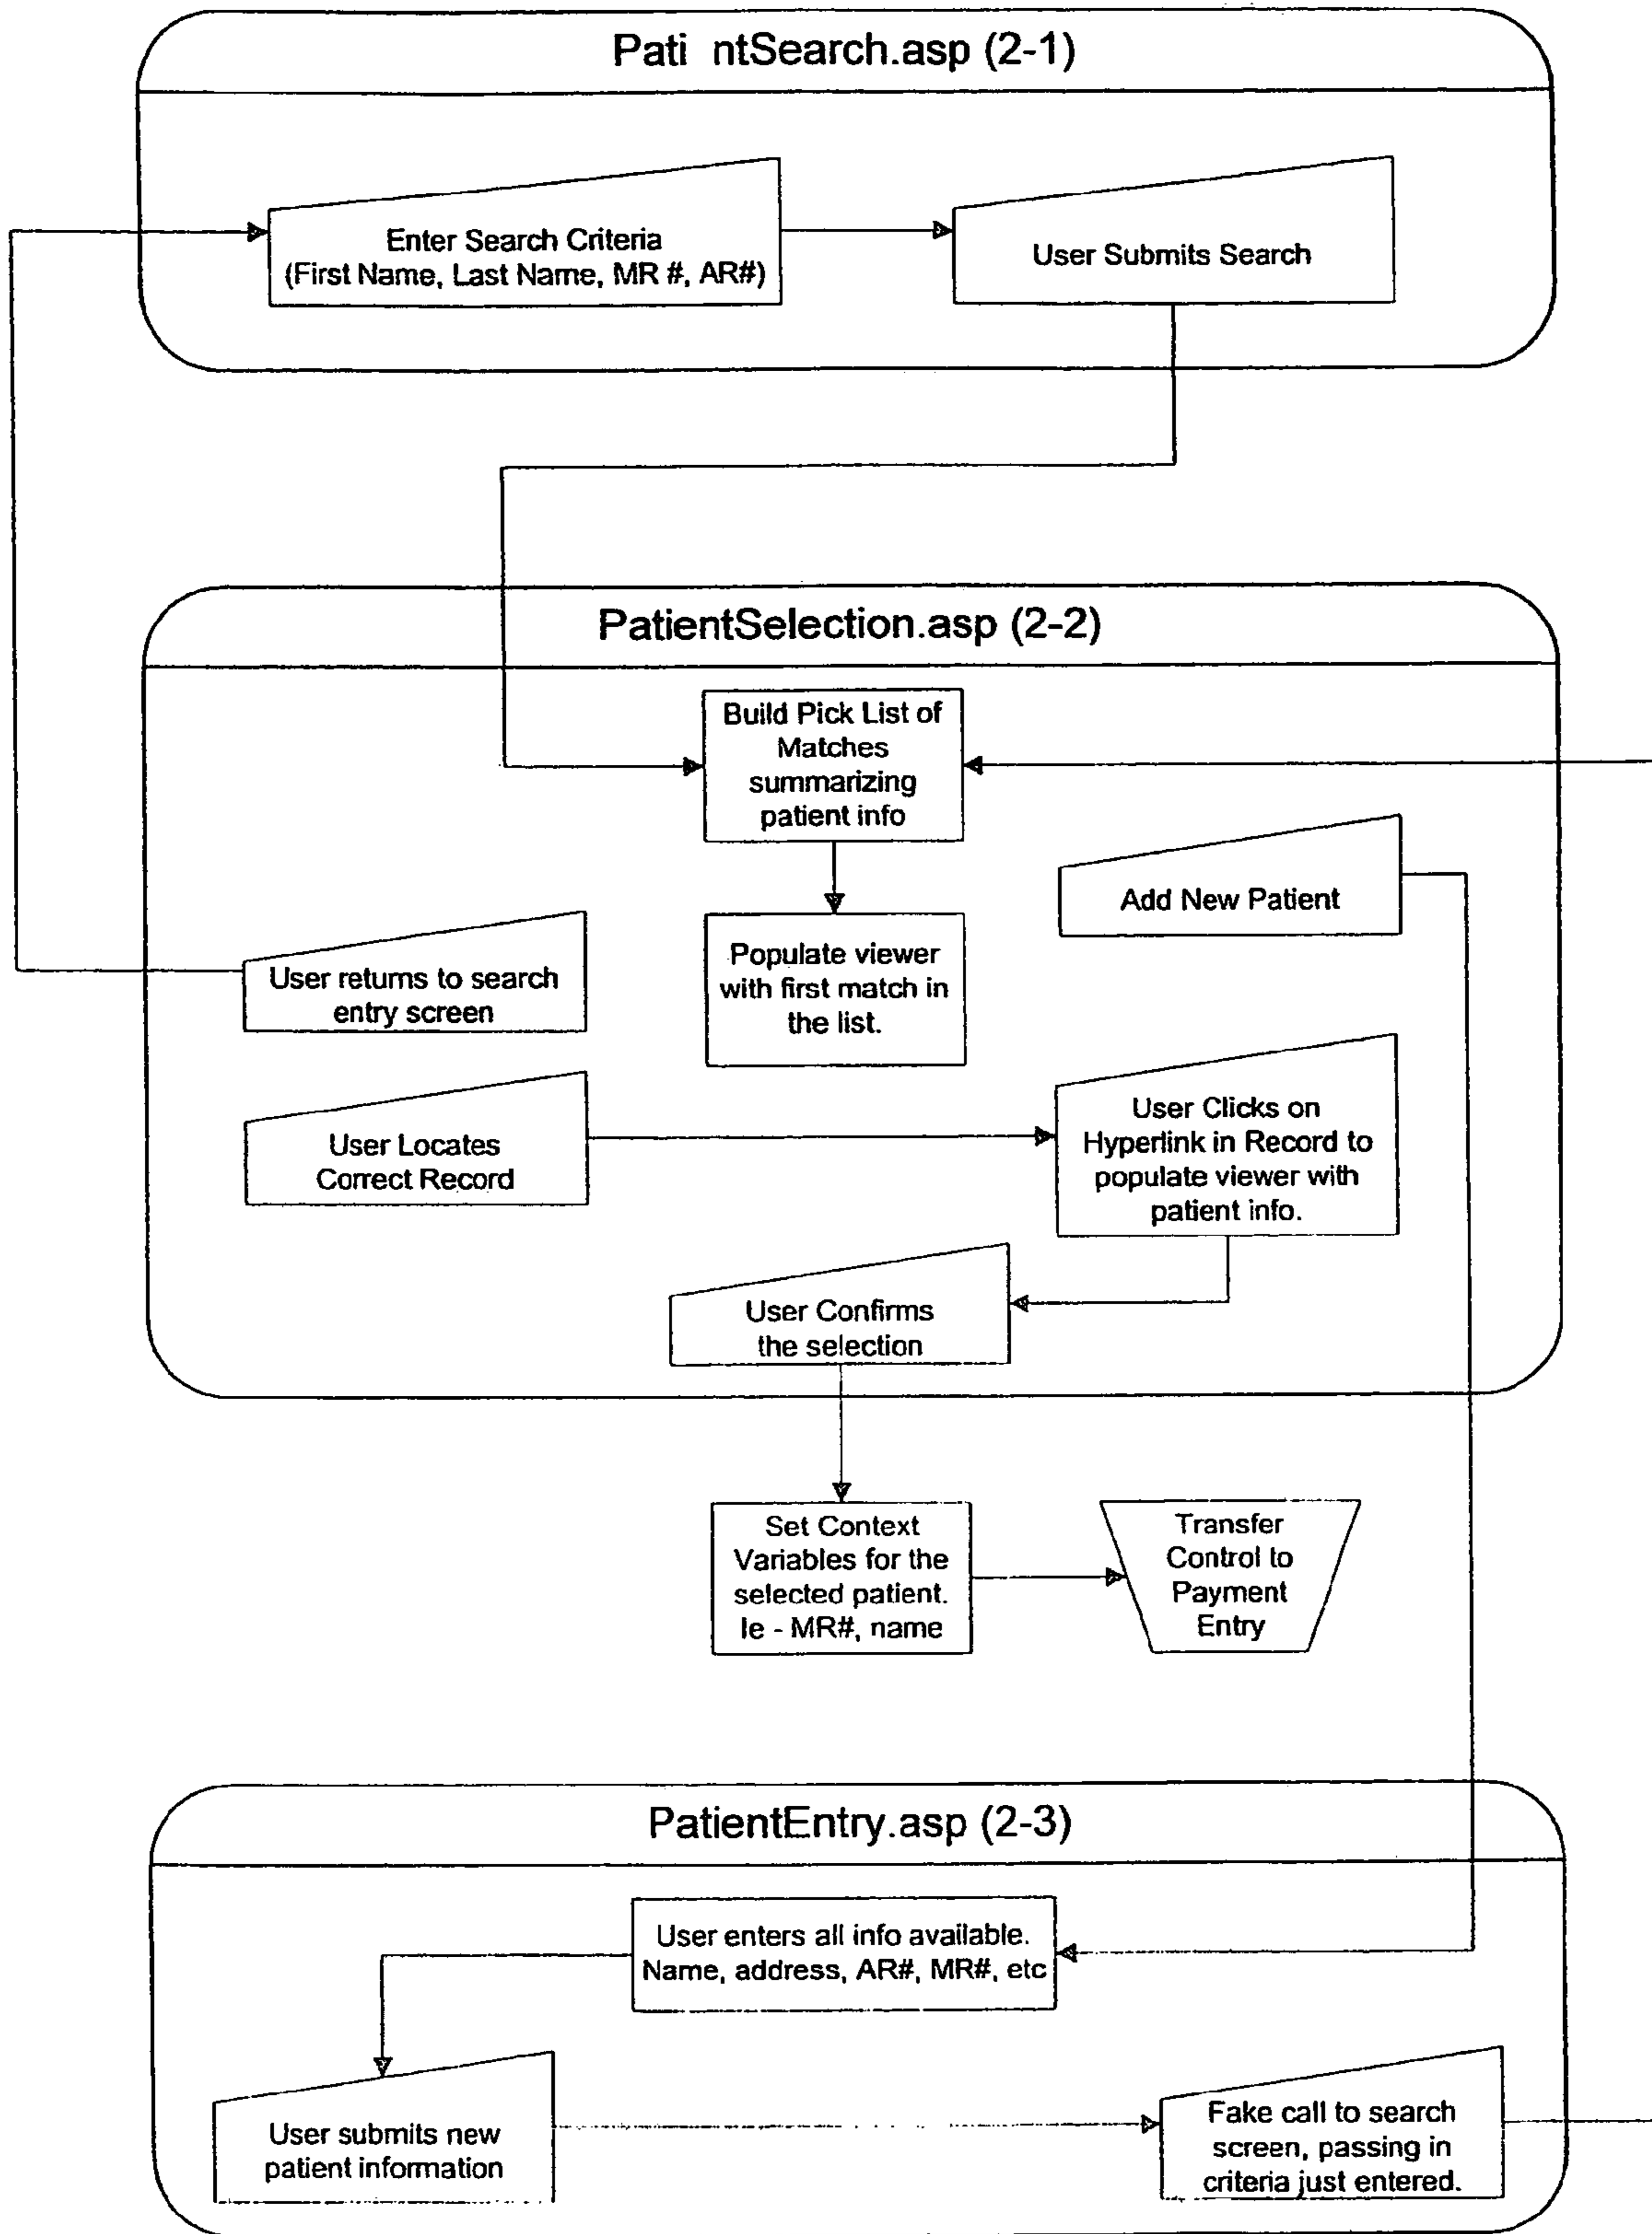 Pati ntSearch.asp (2-1)
Enter Search Criteria
(First Name, Last Name, MR #, AR#)
User Submits Search
PatientSelection.asp (2-2)
Build Pick List of
Matches
summarizing
patient info
Add New Patient
User returns to search
entry screen
Populate viewer
with first match in
the list.
User Locates
Correct Record
User Clicks on
Hyperlink in Record to
populate viewer with
patient info.
User Confirms
the selection
Set Context
Variables for the
selected patient.
Ie - MR#, name
Transfer
Control to
Payment
Entry
PatientEntry.asp (2-3)
User enters all info available.
Name, address, AR#, MR#, etc
User submits new
patient information
Fake call to search
screen, passing in
criteria just entered.